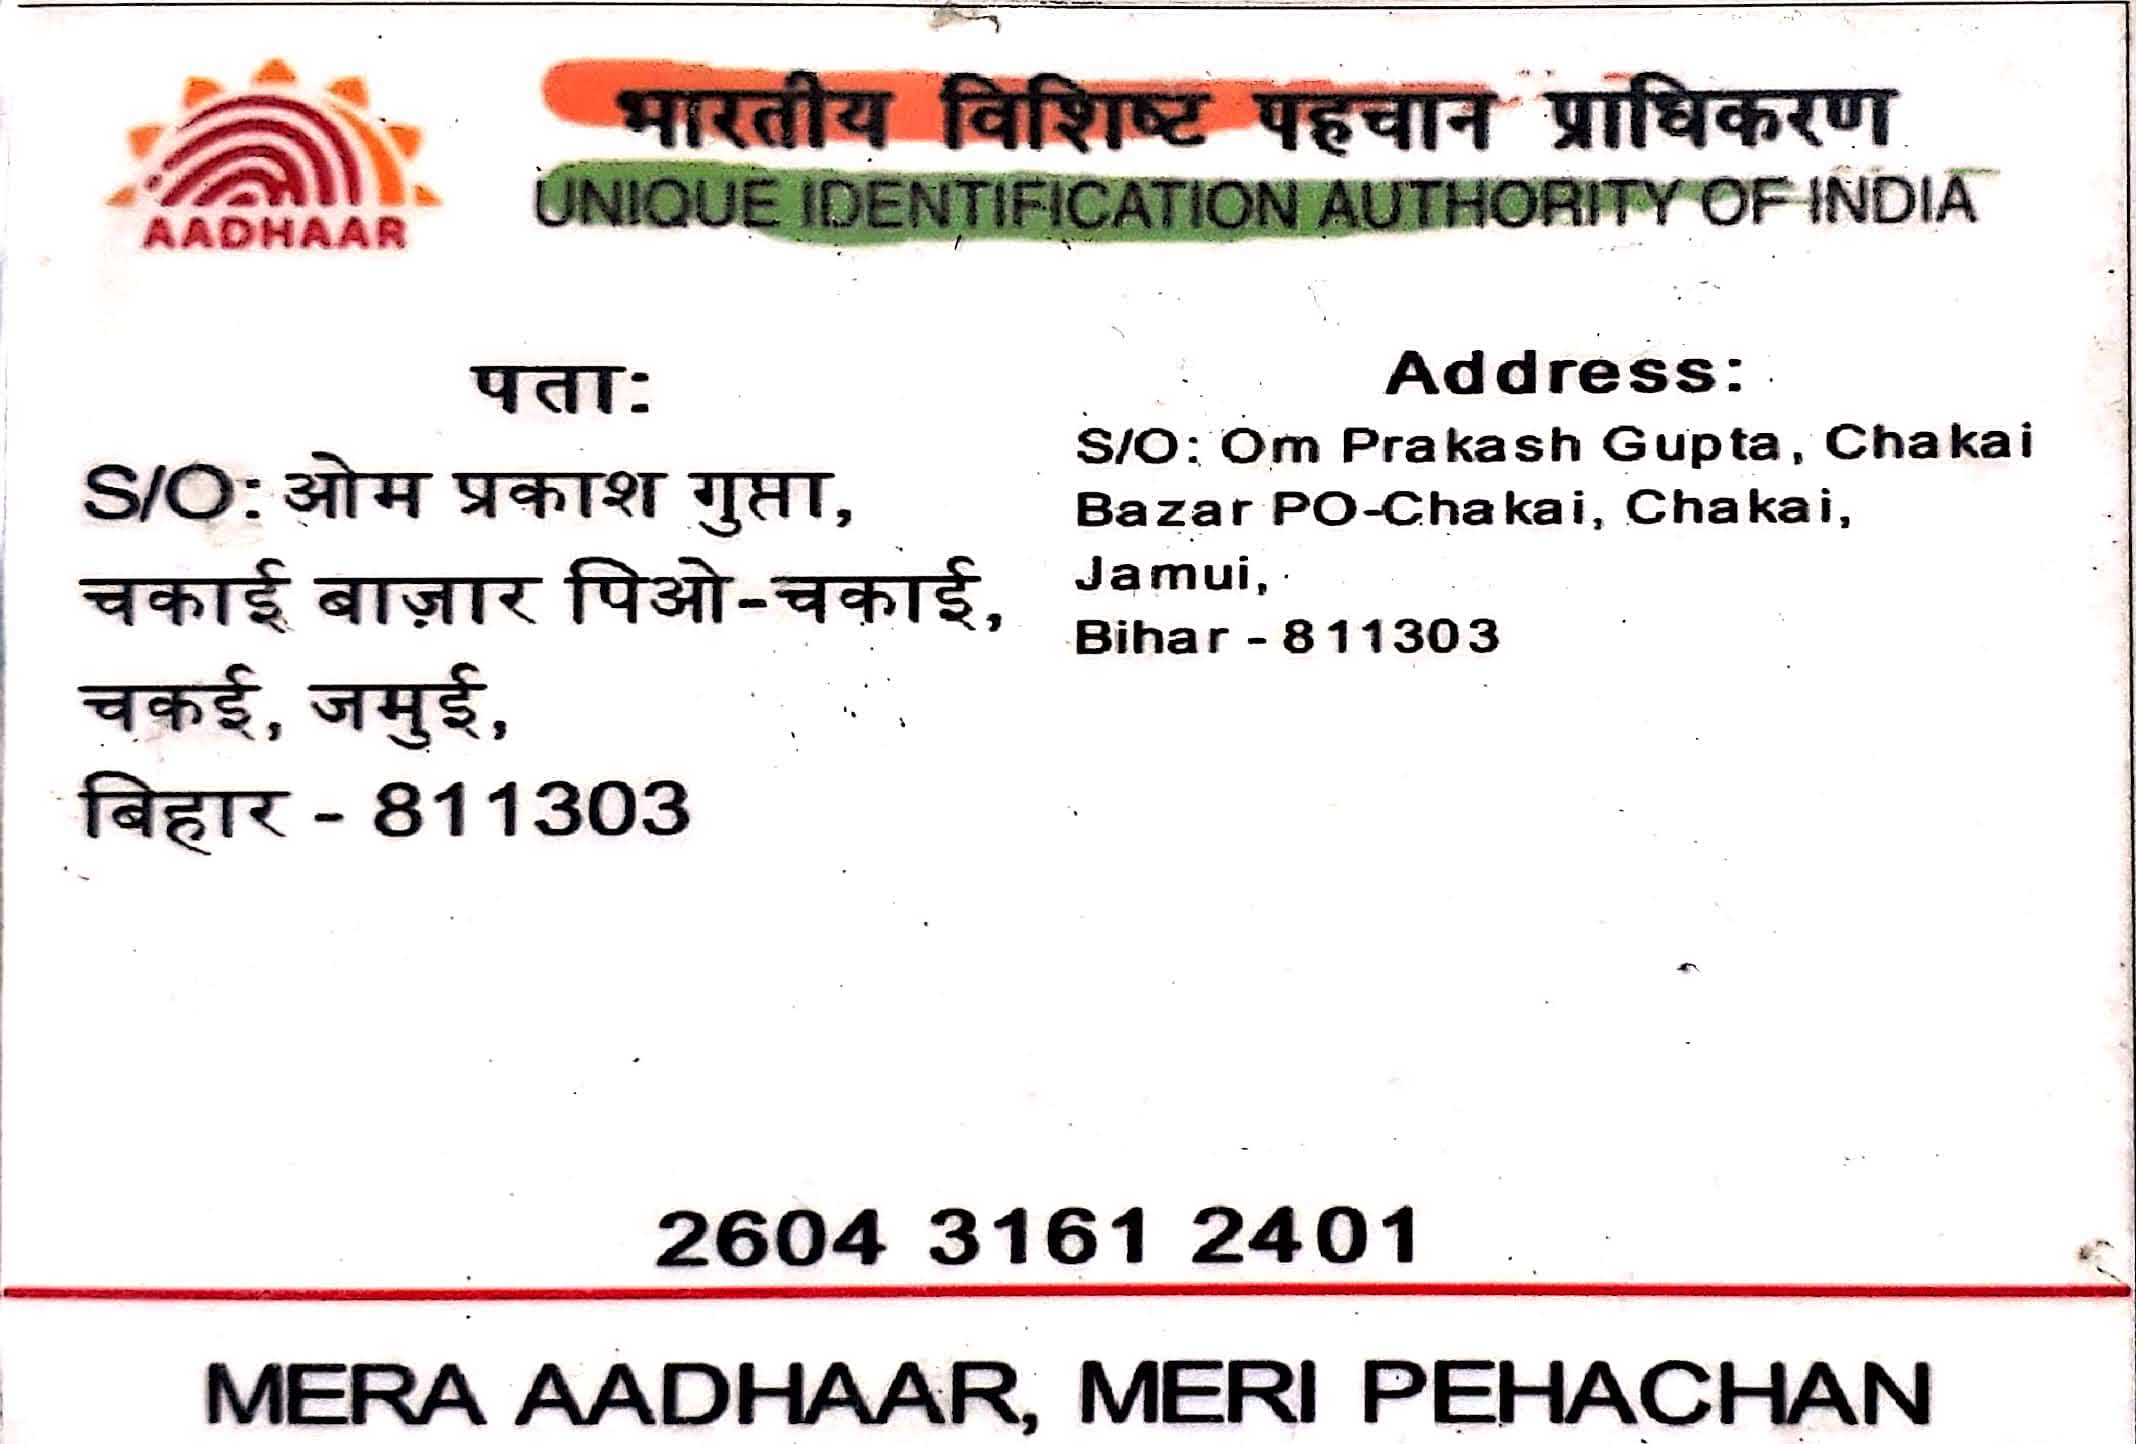 AADHAAR
भारतीय विशिष्ट पहचान प्राधिकरण
UNIQUE IDENTIFICATION AUTHORITY OF INDIA
पता:
S/O: ओम प्रकाश गुप्ता,
चकाई बाज़ार पिओ-चकाई,
चकई, जमुई,
बिहार - 811303
Address:
S/O: Om Prakash Gupta, Chakai
Bazar PO-Chakai, Chakai,
Jamui,
Bihar - 811303
2604 3161 2401
MERA AADHAAR, MERI PEHACHAN